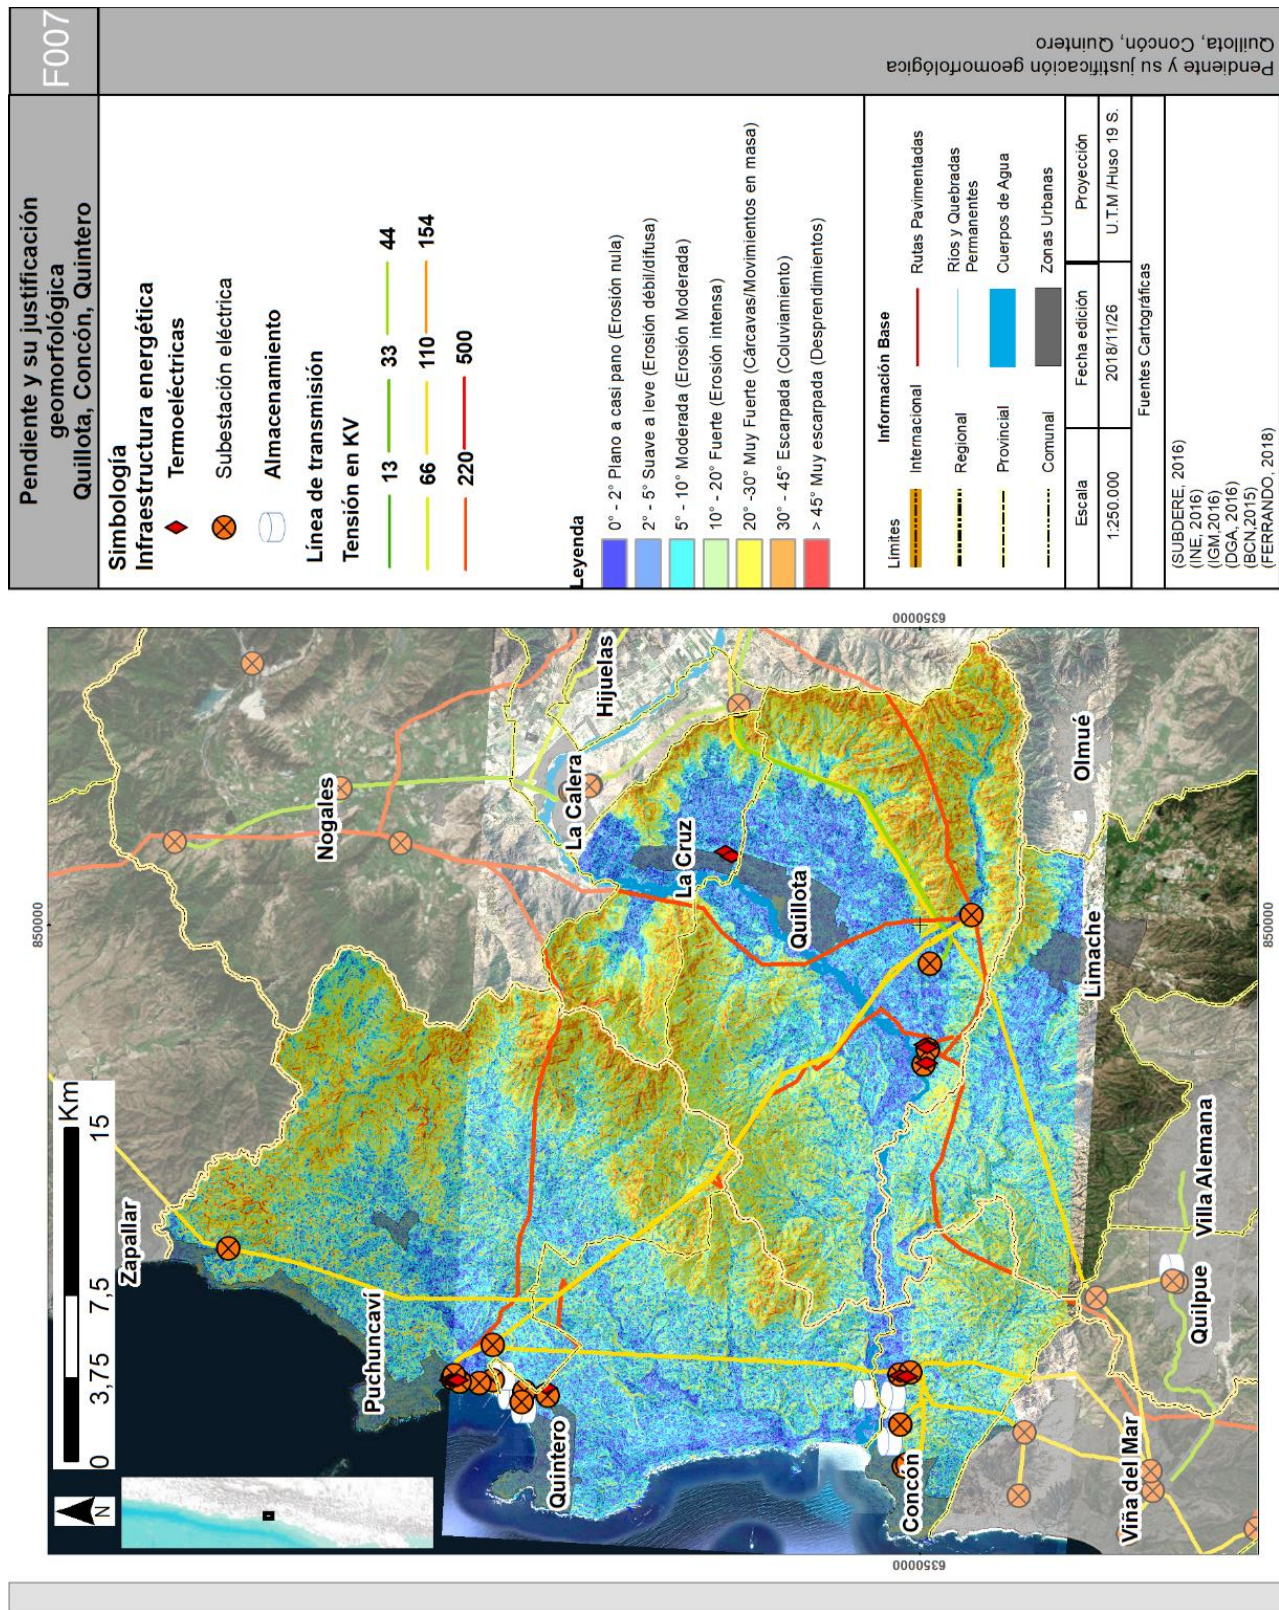 Pendiente y su justificación
geomorfológica
Quillota, Concón, Quintero
F007
Simbología
Infraestructura energética
Termoeléctricas
Subestación eléctrica
Almacenamiento
Línea de transmisión
Tensión en KV
13 33 44
66 110 154
220 500
Leyenda
0° - 2° Plano a casi pano (Erosión nula)
2° - 5° Suave a leve (Erosión débil/difusa)
5° - 10° Moderada (Erosión Moderada)
10° - 20° Fuerte (Erosión intensa)
20° -30° Muy Fuerte (Cárcavas/Movimientos en masa)
30° - 45° Escarpada (Coluviamiento)
> 45° Muy escarpada (Desprendimientos)
Información Base
Límites
Internacional
Regional
Provincial
Comunal
Rutas Pavimentadas
Ríos y Quebradas
Permanentes
Cuerpos de Agua
Zonas Urbanas
Escala Fecha edición Proyección
1:250.000 2018/11/26 U.T.M /Huso 19 S.
Fuentes Cartográficas
(SUBDERE, 2016)
(INE, 2016)
(IGM,2016)
(DGA, 2016)
(BCN,2015)
(FERRANDO, 2018)
Pendiente y su justificación geomorfológica
Quillota, Concón, Quintero
N
0 3,75 7,5 15
Km
850000
6350000
Zapallar
Puchuncaví
Nogales
La Calera
Hijuelas
La Cruz
Quillota
Quintero
Concón
Limache
Olmué
Villa Alemana
Quilpue
Viña del Mar
6350000
850000